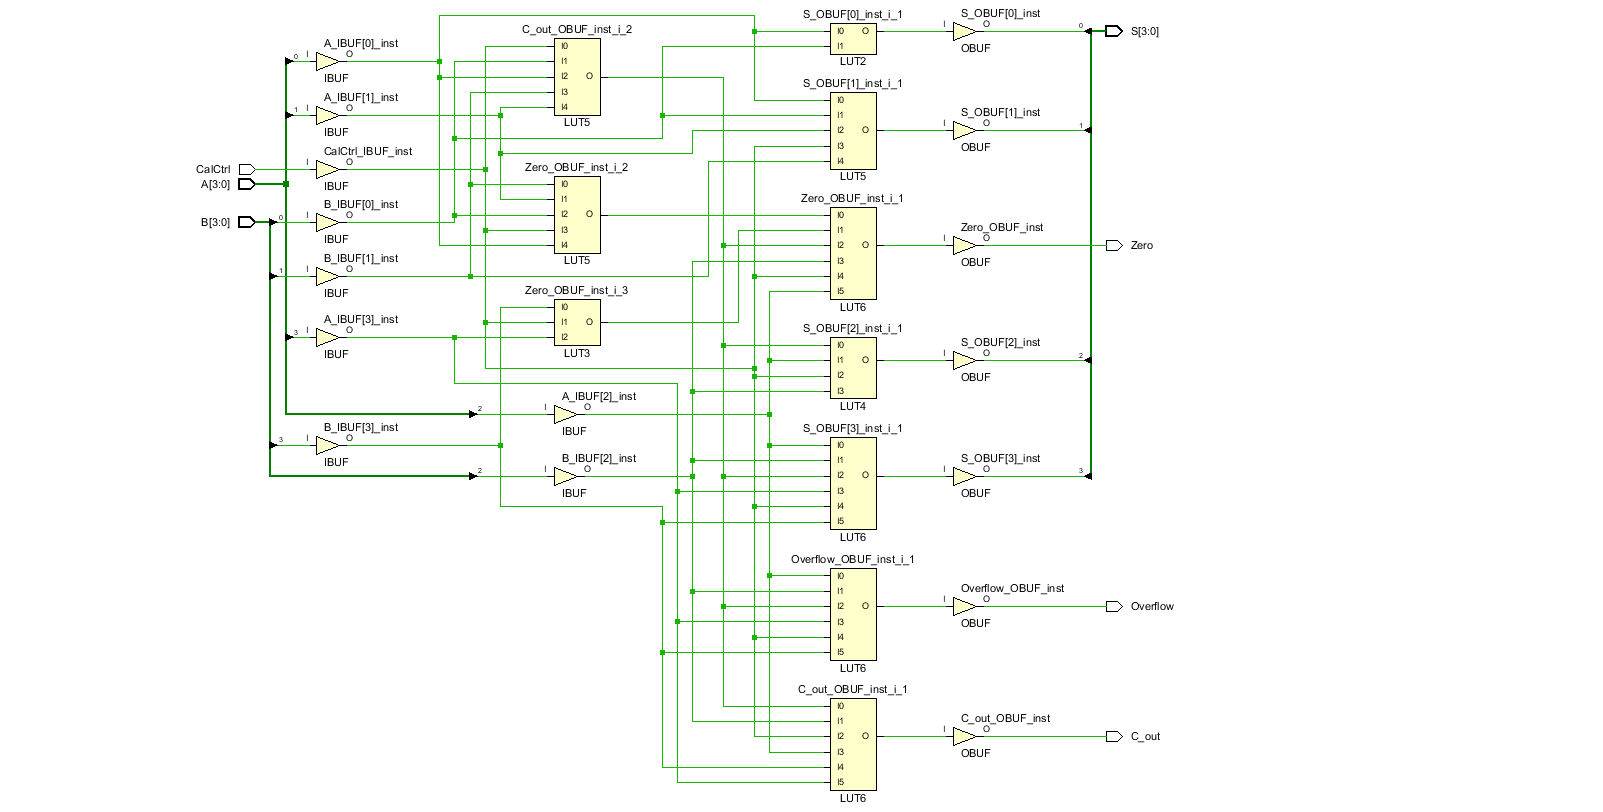 CalCtrl
A[3:0]
B[3:0]
A_IBUF[0]_inst
0 I O
IBUF
A_IBUF[1]_inst
1 I O
IBUF
CalCtrl_IBUF_inst
I O
IBUF
B_IBUF[0]_inst
0 I O
IBUF
B_IBUF[1]_inst
1 I O
IBUF
A_IBUF[3]_inst
3 I O
IBUF
B_IBUF[3]_inst
3 I O
IBUF
C_out_OBUF_inst_i_2
I0
I1
I2 O
I3
I4
LUT5
Zero_OBUF_inst_i_2
I0
I1
I2 O
I3
I4
LUT5
Zero_OBUF_inst_i_3
I0
I1 O
I2
LUT3
A_IBUF[2]_inst
2 I O
IBUF
B_IBUF[2]_inst
2 I O
IBUF
S_OBUF[0]_inst_i_1
I0 O
I1
LUT2
S_OBUF[1]_inst_i_1
I0
I1
I2 O
I3
I4
LUT5
Zero_OBUF_inst_i_1
I0
I1
I2 O
I3
I4
I5
LUT6
S_OBUF[2]_inst_i_1
I0
I1 O
I2
I3
LUT4
S_OBUF[3]_inst_i_1
I0
I1
I2 O
I3
I4
I5
LUT6
Overflow_OBUF_inst_i_1
I0
I1
I2 O
I3
I4
I5
LUT6
C_out_OBUF_inst_i_1
I0
I1
I2 O
I3
I4
I5
LUT6
S_OBUF[0]_inst
I O 0
OBUF
S_OBUF[1]_inst
I O 1
OBUF
Zero_OBUF_inst
I O
OBUF
S_OBUF[2]_inst
I O 2
OBUF
S_OBUF[3]_inst
I O 3
OBUF
Overflow_OBUF_inst
I O
OBUF
C_out_OBUF_inst
I O
OBUF
S[3:0]
Zero
Overflow
C_out